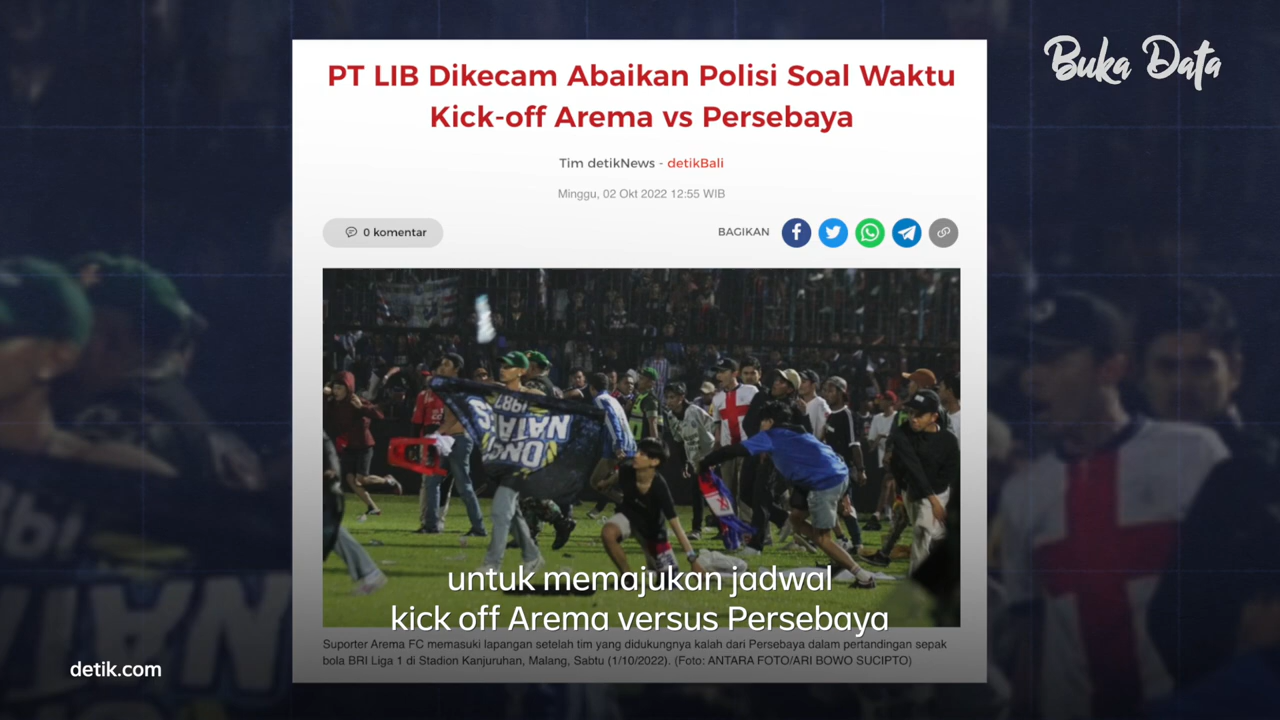 Buka Data
PT LIB Dikecam Abaikan Polisi Soal Waktu
Kick-off Arema vs Persebaya
Tim detikNews - detikBali
Minggu, 02 Okt 2022 12:55 WIB
0 komentar
BAGIKAN
1987
untuk memajukan jadwal
kick off Arema versus Persebaya
Suporter Arema FC memasuki lapangan setelah tim yang didukungnya kalah dari Persebaya dalam pertandingan sepak
bola BRI Liga 1 di Stadion Kanjuruhan, Malang, Sabtu (1/10/2022). (Foto: ANTARA FOTO/ARI BOWO SUCIPTO)
detik.com